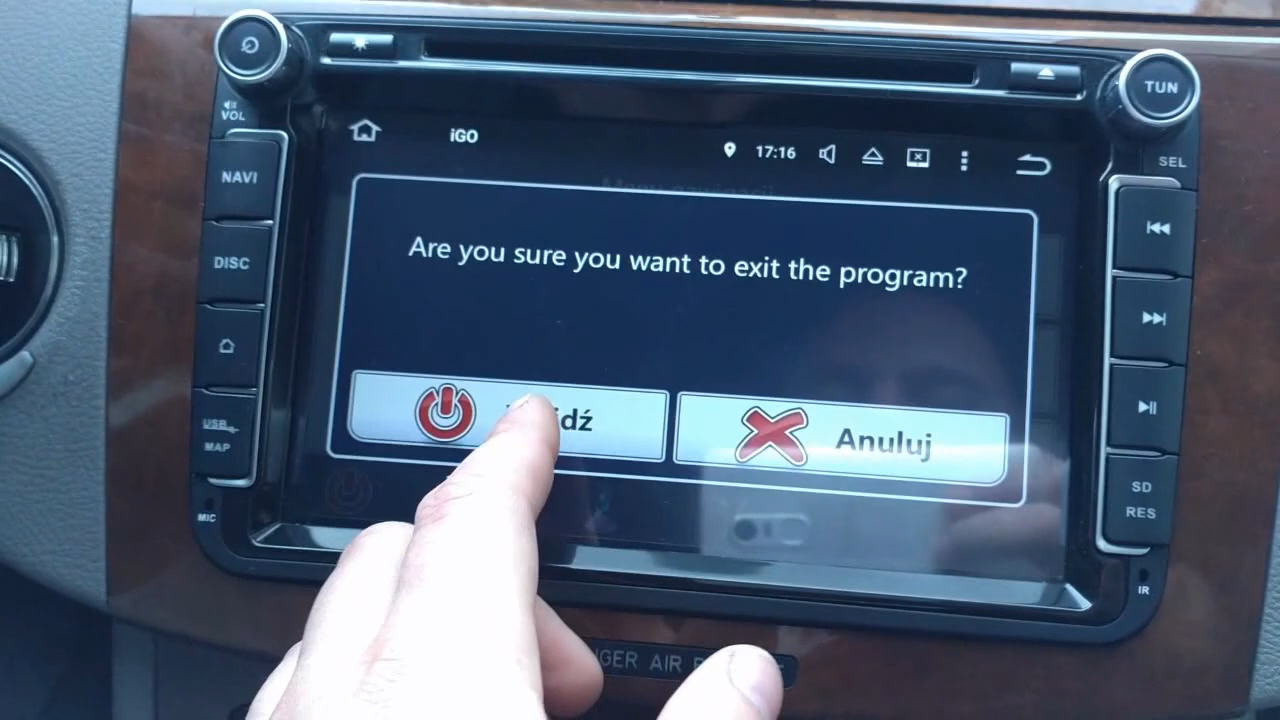 TUN
VOL
iGO
17:16
SEL
NAVI
Are you sure you want to exit the program?
DISC
Anuluj
USB
MAP
SD
RES
MIC
IR
AIR